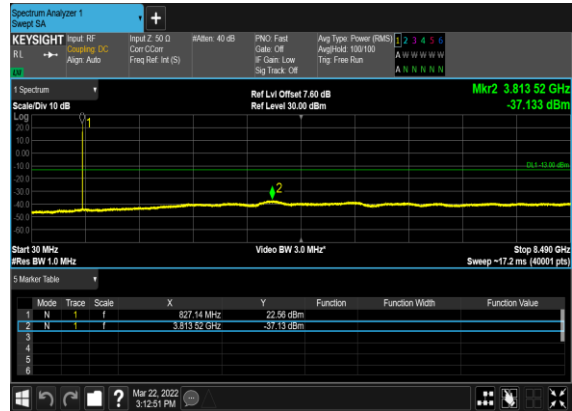 Spectrum Analyzer 1
Swept SA
+
KEYSIGHT Input: RF Input Z: 50 Ω #Atten: 40 dB PNO: Fast Avg Type: Power (RMS) 1 2 3 4 5 6
RL Coupling: DC Corr CCorr Gate: Off Avg|Hold: 100/100 A W W W W W
Align: Auto Freq Ref: Int (S) IF Gain: Low Trig: Free Run
Sig Track: Off A N N N N N
LW
1 Spectrum Ref Lvl Offset 7.60 dB Mkr2 3.813 52 GHz
Scale/Div 10 dB Ref Level 30.00 dBm -37.133 dBm
Log
20.0
1
10.0
0.00
-10.0
DL1 -13.00 dBm
-20.0
-30.0
2
-40.0
-50.0
-60.0
Start 30 MHz Video BW 3.0 MHz* Stop 8.490 GHz
#Res BW 1.0 MHz Sweep ~17.2 ms (40001 pts)
5 Marker Table
Mode Trace Scale X Y Function Function Width Function Value
1 N 1 f 827.14 MHz 22.56 dBm
2 N 1 f 3.813 52 GHz -37.13 dBm
3
4
5
6
? Mar 22, 2022
3:12:51 PM